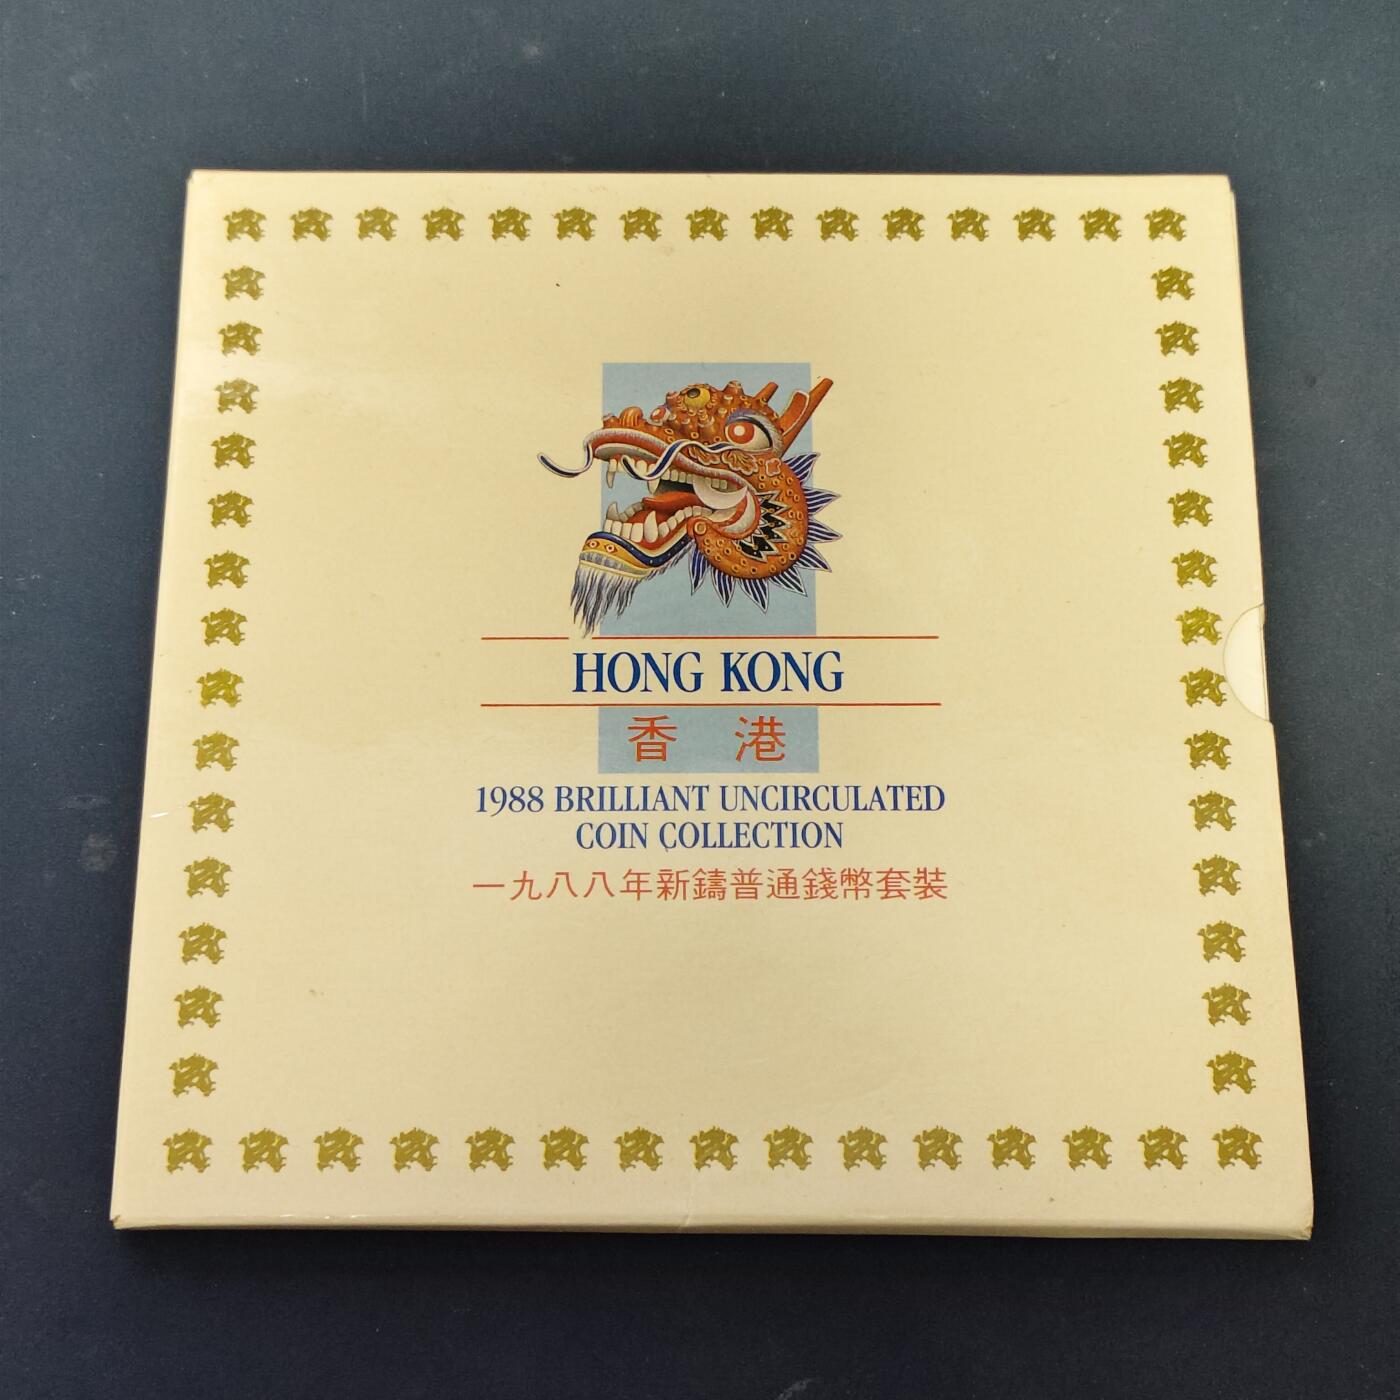 HONG KONG
香 港
1988 BRILLIANT UNCIRCULATED
COIN COLLECTION
一九八八年新鑄普通錢幣套裝